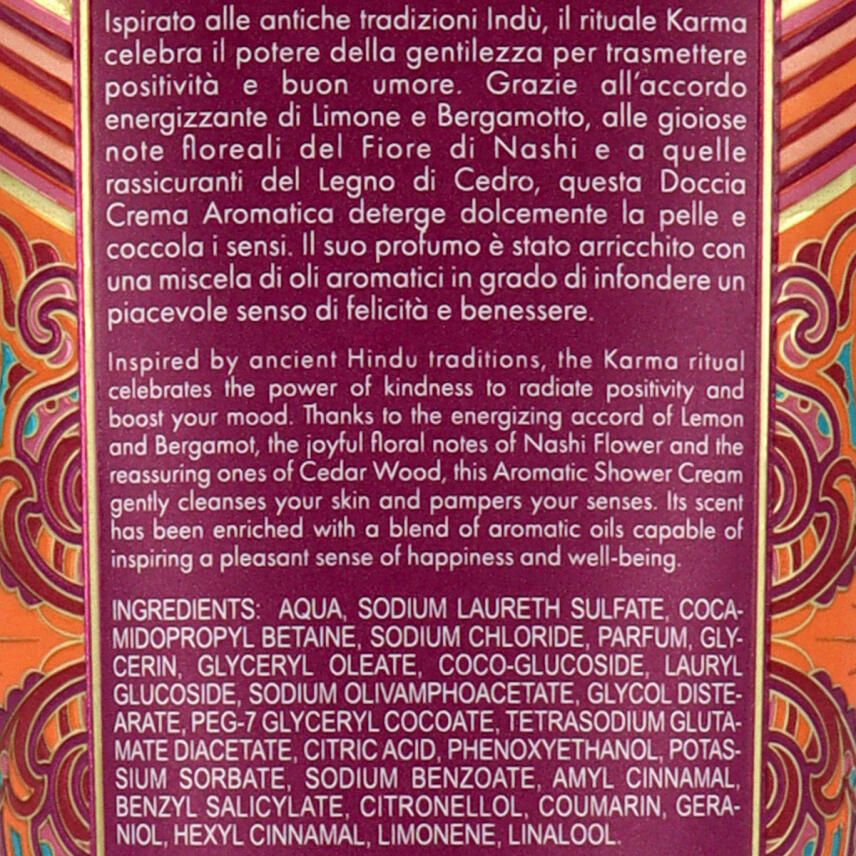 Ispirato alle antiche tradizioni Indù, il rituale Karma
celebra il potere della gentilezza per trasmettere
positività e buon umore. Grazie all'accordo
energizzante di Limone e Bergamotto, alle gioiose
note floreali del Fiore di Nashi e a quelle
rassicuranti del Legno di Cedro, questa Doccia
Crema Aromatica deterge dolcemente la pelle e
coccola i sensi. Il suo profumo è stato arricchito con
una miscela di oli aromatici in grado di infondere un
piacevole senso di felicità e benessere.
Inspired by ancient Hindu traditions, the Karma ritual
celebrates the power of kindness to radiate positivity and
boost your mood. Thanks to the energizing accord of Lemon
and Bergamot, the joyful floral notes of Nashi Flower and the
reassuring ones of Cedar Wood, this Aromatic Shower Cream
gently cleanses your skin and pampers your senses. Its scent
has been enriched with a blend of aromatic oils capable of
inspiring a pleasant sense of happiness and well-being.
INGREDIENTS: AQUA, SODIUM LAURETH SULFATE, COCA-
MIDOPROPYL BETAINE, SODIUM CHLORIDE, PARFUM, GLY-
CERIN, GLYCERYL OLEATE, COCO-GLUCOSIDE, LAURYL
GLUCOSIDE, SODIUM OLIVAMPHOACETATE, GLYCOL DISTE-
ARATE, PEG-7 GLYCERYL COCOATE, TETRASODIUM GLUTA-
MATE DIACETATE, CITRIC ACID, PHENOXYETHANOL, POTAS-
SIUM SORBATE, SODIUM BENZOATE, AMYL CINNAMAL,
BENZYL SALICYLATE, CITRONELLOL, COUMARIN, GERA-
NIOL, HEXYL CINNAMAL, LIMONENE, LINALOOL.